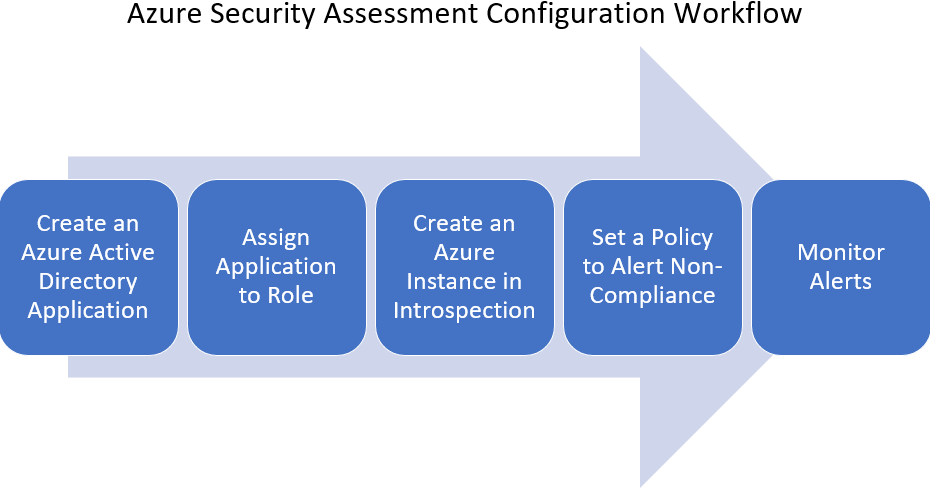 Azure Security Assessment Configuration Workflow
Create an
Azure Active
Directory
Application
Assign
Application
to Role
Create an
Azure
Instance in
Introspection
Set a Policy
to Alert Non-
Compliance
Monitor
Alerts